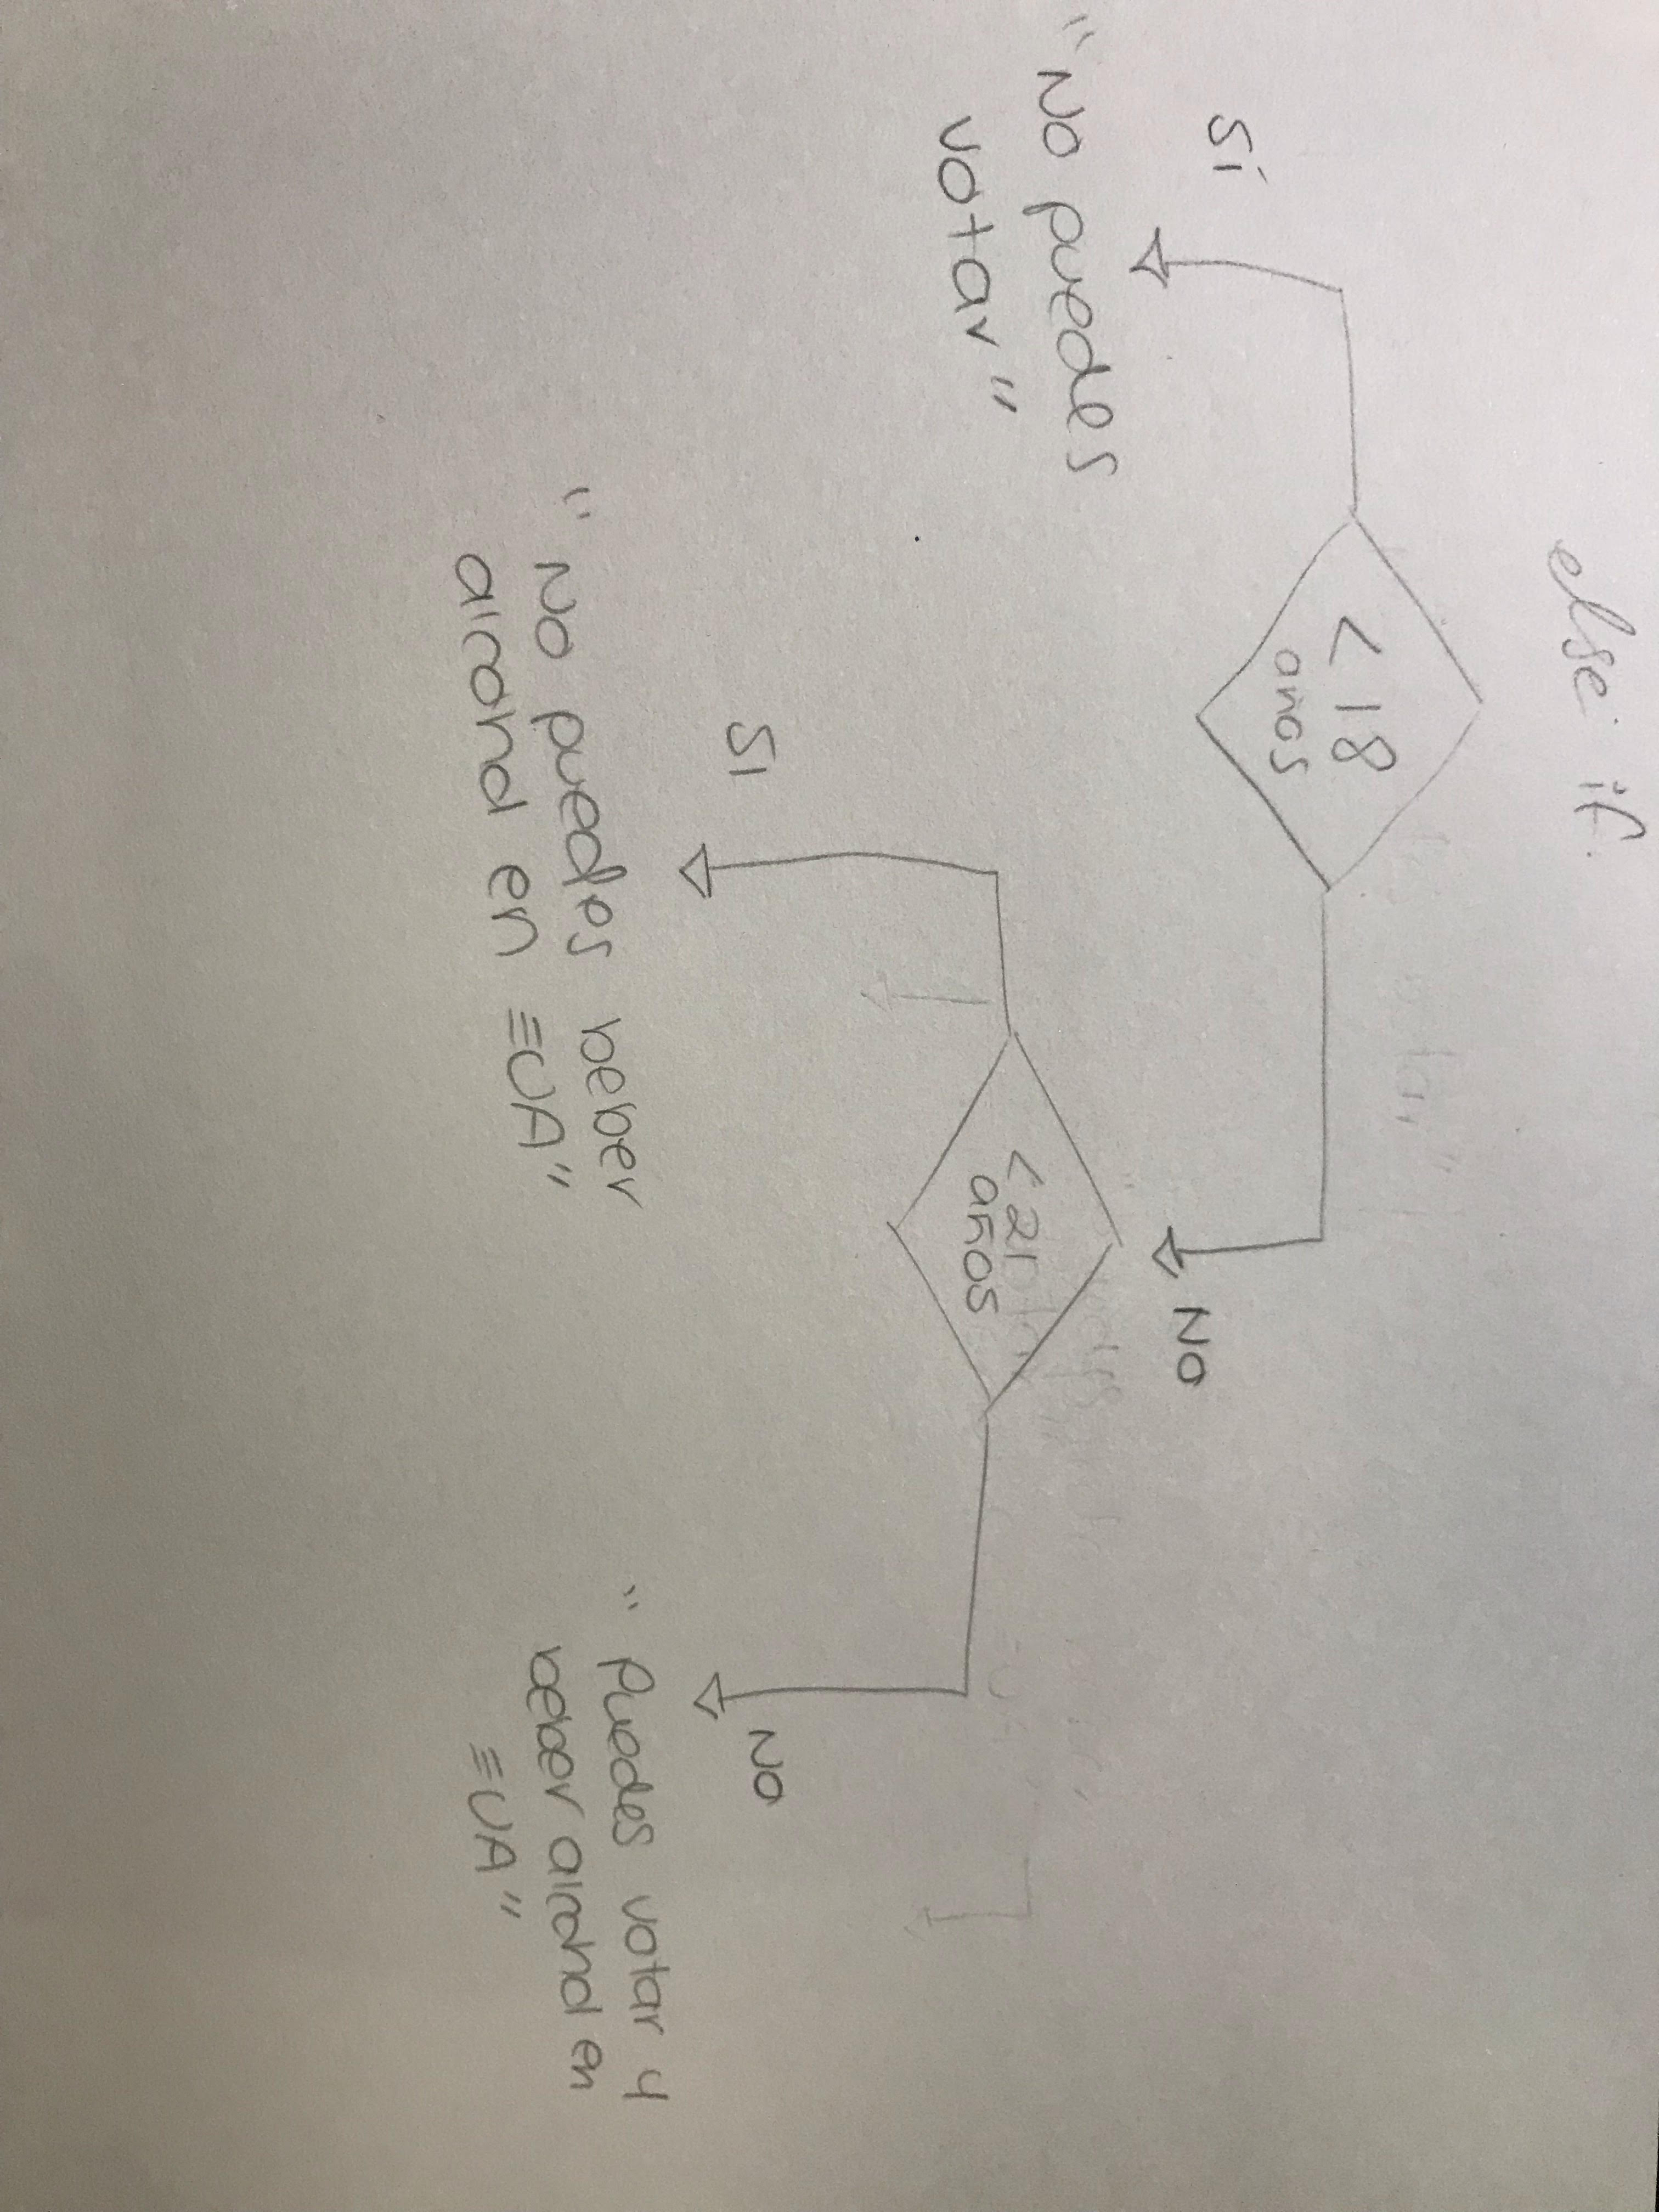 else if
< 18
años
Sí
"No puedes
votar"
NO
< 21
años
Sı
"No puedes beber
alcohol en EUA"
NO
"Puedes votar y
beber alcohol en
EUA"